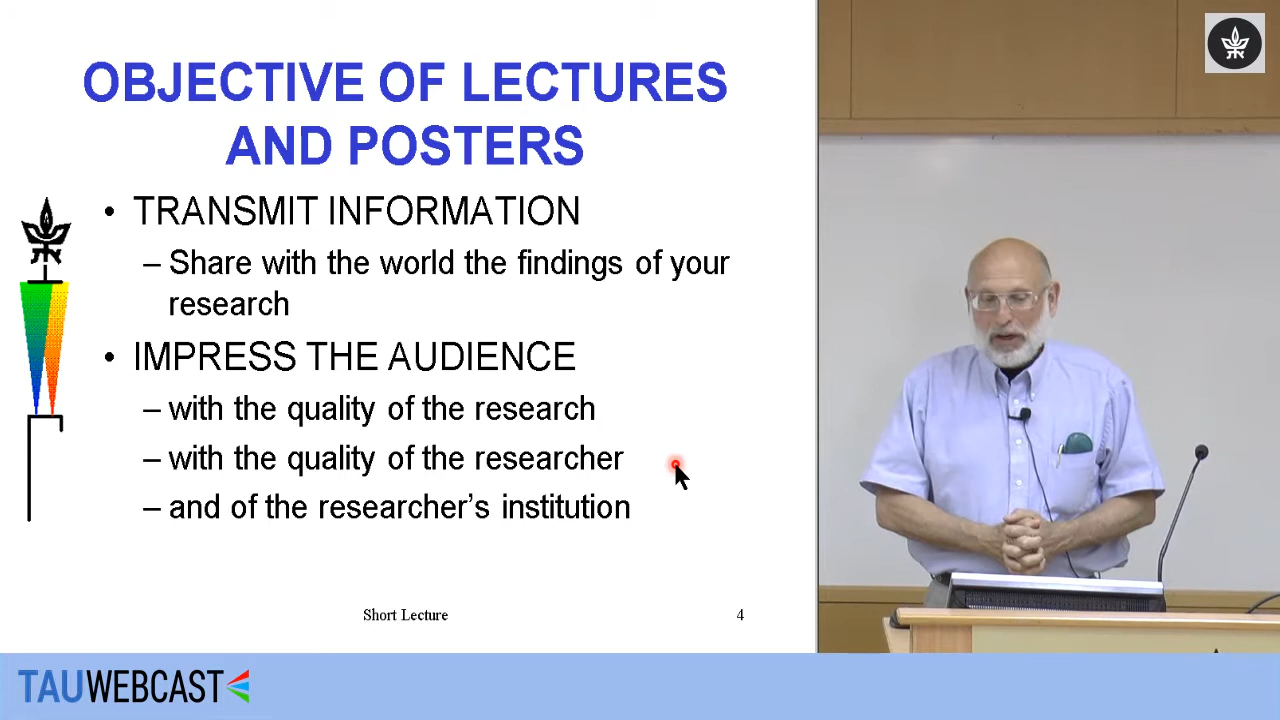 OBJECTIVE OF LECTURES
AND POSTERS
• TRANSMIT INFORMATION
– Share with the world the findings of your
research
• IMPRESS THE AUDIENCE
– with the quality of the research
– with the quality of the researcher
– and of the researcher's institution
Short Lecture
4
TAUWEBCAST